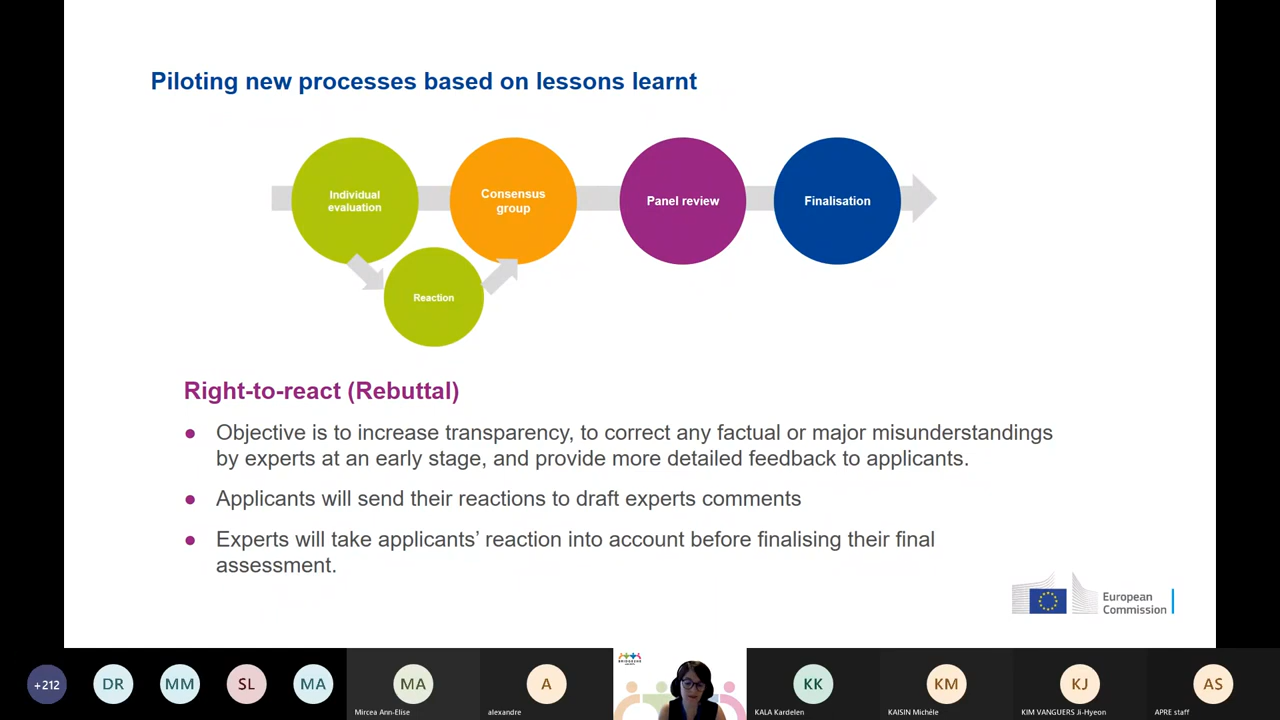 Piloting new processes based on lessons learnt
Individual
evaluation
Consensus
group
Panel review
Finalisation
Reaction
Right-to-react (Rebuttal)
● Objective is to increase transparency, to correct any factual or major misunderstandings
by experts at an early stage, and provide more detailed feedback to applicants.
● Applicants will send their reactions to draft experts comments
● Experts will take applicants’ reaction into account before finalising their final
assessment.
European
Commission
+212
DR
MM
SL
MA
MA
Mircea Ann-Elise
A
alexandre
KK
KALA Kardelen
KM
KAISIN Michèle
KJ
KIM VANGUERS Ji-Hyeon
AS
APRE staff